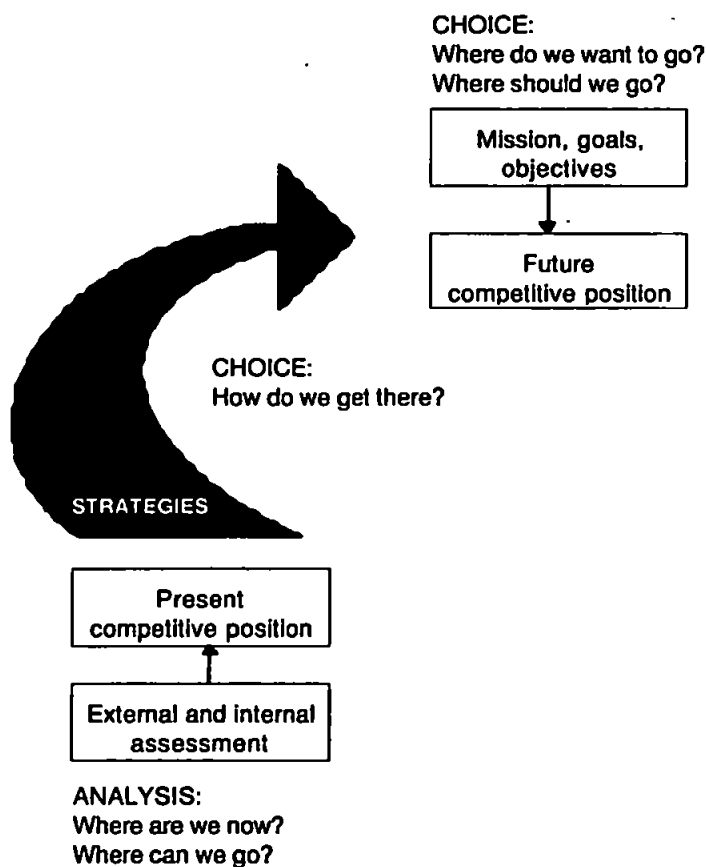 CHOICE:
Where do we want to go?
Where should we go?
Mission, goals,
objectives
Future
competitive position
CHOICE:
How do we get there?
STRATEGIES
Present
competitive position
External and internal
assessment
ANALYSIS:
Where are we now?
Where can we go?